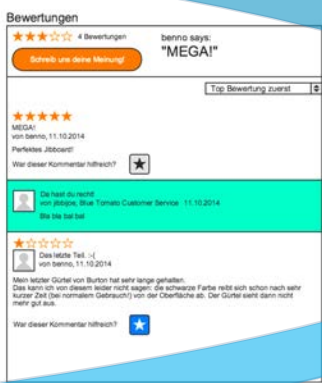 Bewertungen
4 Bewertungen
Schreib uns deine Meinung!
benno says:
"MEGA!"
Top Bewertung zuerst
MEGA!
von benno, 11.10.2014
Perfektes Jibboard!
War dieser Kommentar hilfreich?
Da hast du recht!
von jibbjoe, Blue Tomato Customer Service 11.10.2014
Bla bla bal bal
Das letzte Teil. :-(
von benno, 11.10.2014
Mein letzter Gürtel von Burton hat sehr lange gehalten.
Das kann ich von diesem leider nicht sagen: die schwarze Farbe reibt sich schon nach sehr
kurzer Zeit (bei normalem Gebrauch!) von der Oberfläche ab. Der Gürtel sieht dann nicht
mehr gut aus.
War dieser Kommentar hilfreich?